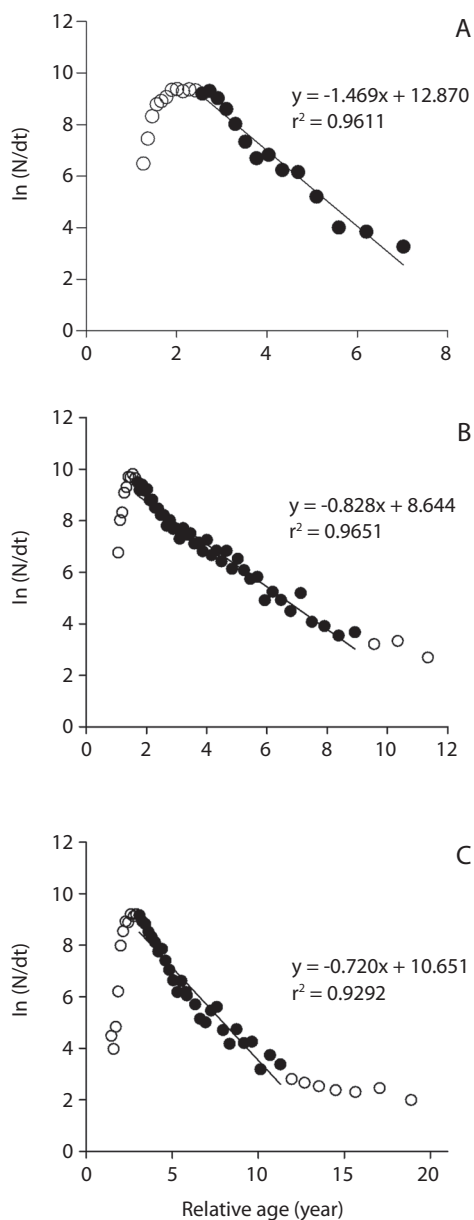 A
12
10
8
6
4
2
0
ln (N/dt)
y = -1.469x + 12.870
r² = 0.9611
0 2 4 6 8
B
12
10
8
6
4
2
0
ln (N/dt)
y = -0.828x + 8.644
r² = 0.9651
0 2 4 6 8 10 12
C
12
10
8
6
4
2
0
ln (N/dt)
y = -0.720x + 10.651
r² = 0.9292
0 5 10 15 20
Relative age (year)